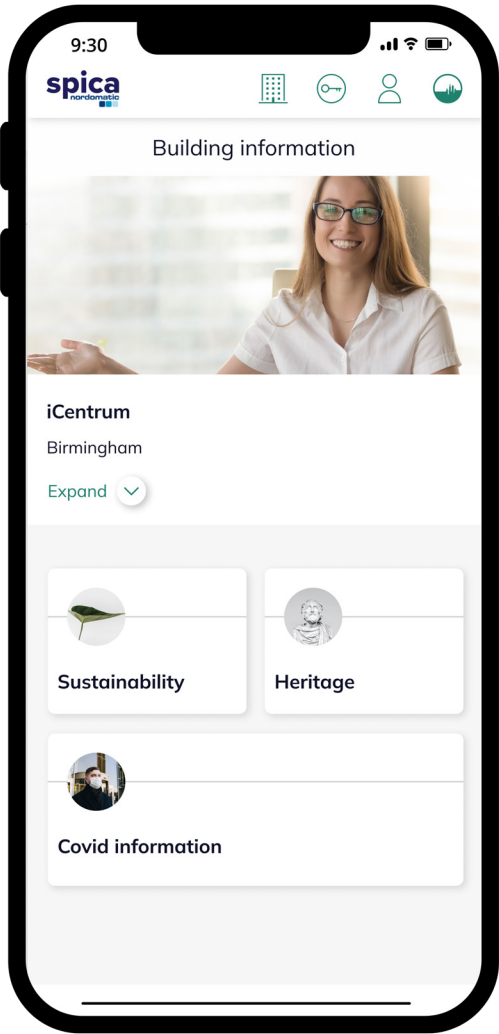 9:30
spica
nordomatic
Building information
iCentrum
Birmingham
Expand
Sustainability
Heritage
Covid information